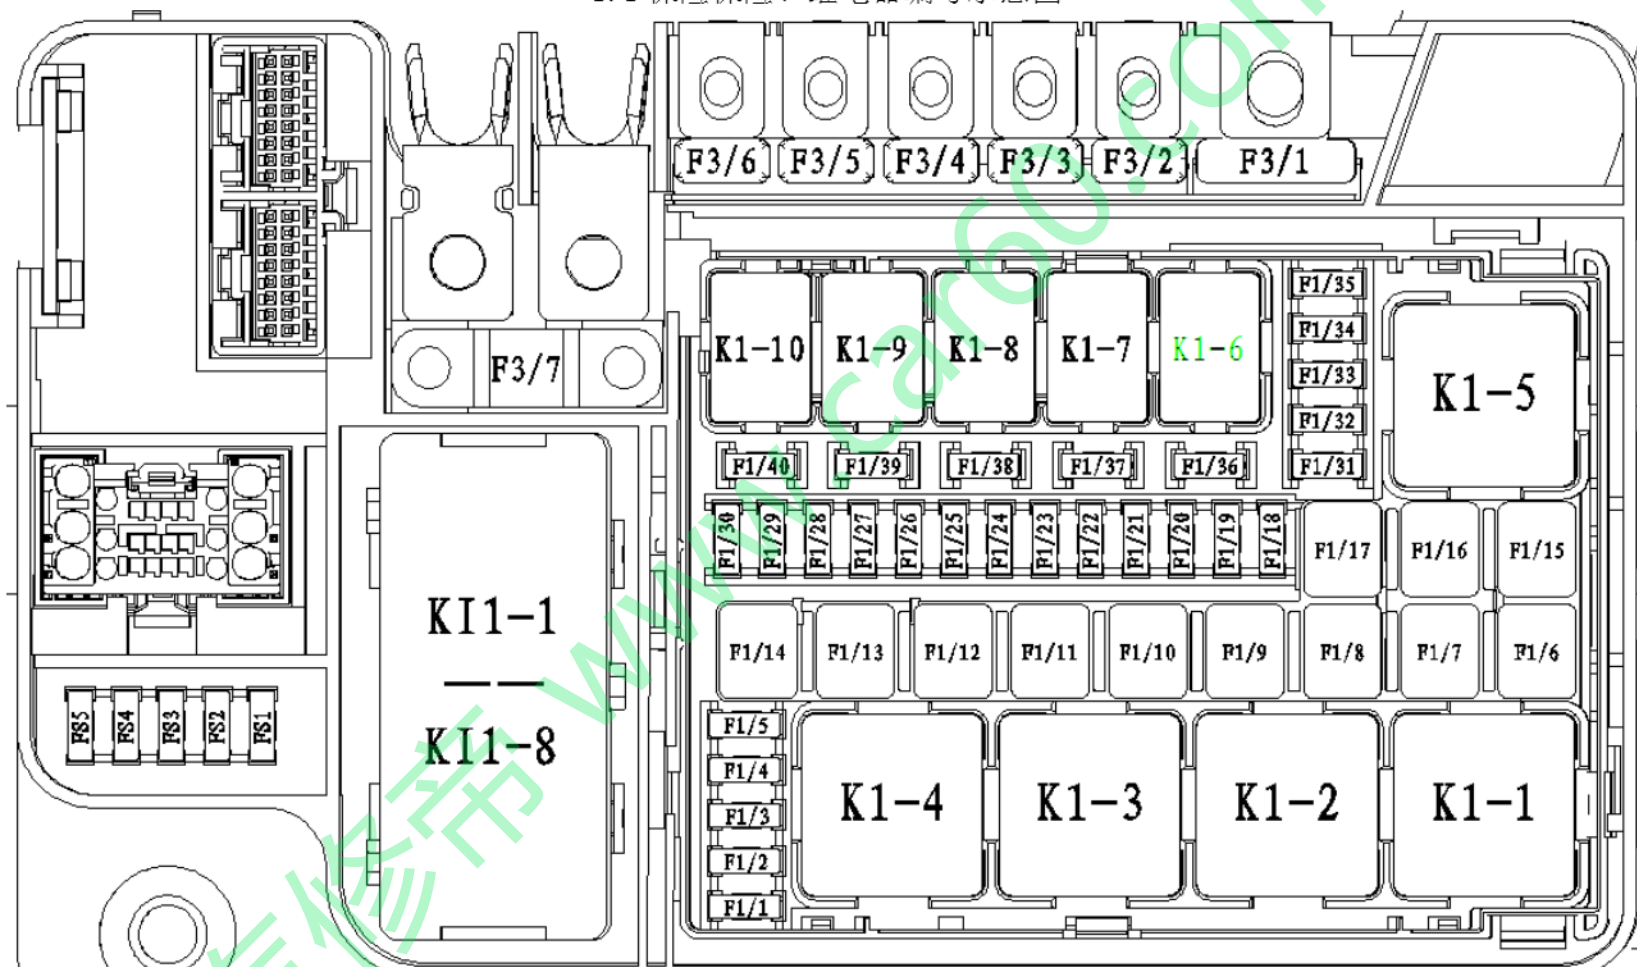 F3/6 F3/5 F3/4 F3/3 F3/2 F3/1
F1/35
K1-10 K1-9 K1-8 K1-7 K1-6
F1/34
F3/7
F1/33
K1-5
F1/32
F1/40 F1/39 F1/38 F1/37 F1/36 F1/31
F1/30 F1/29 F1/28 F1/27 F1/26 F1/25 F1/24 F1/23 F1/22 F1/21 F1/20 F1/19 F1/18
F1/17 F1/16 F1/15
KI1-1
——
KI1-8
F1/14 F1/13 F1/12 F1/11 F1/10 F1/9 F1/8 F1/7 F1/6
FS5 FS4 FS3 FS2 FS1
F1/5
F1/4
F1/3
F1/2
F1/1
K1-4 K1-3 K1-2 K1-1
修帝 www.car60.com